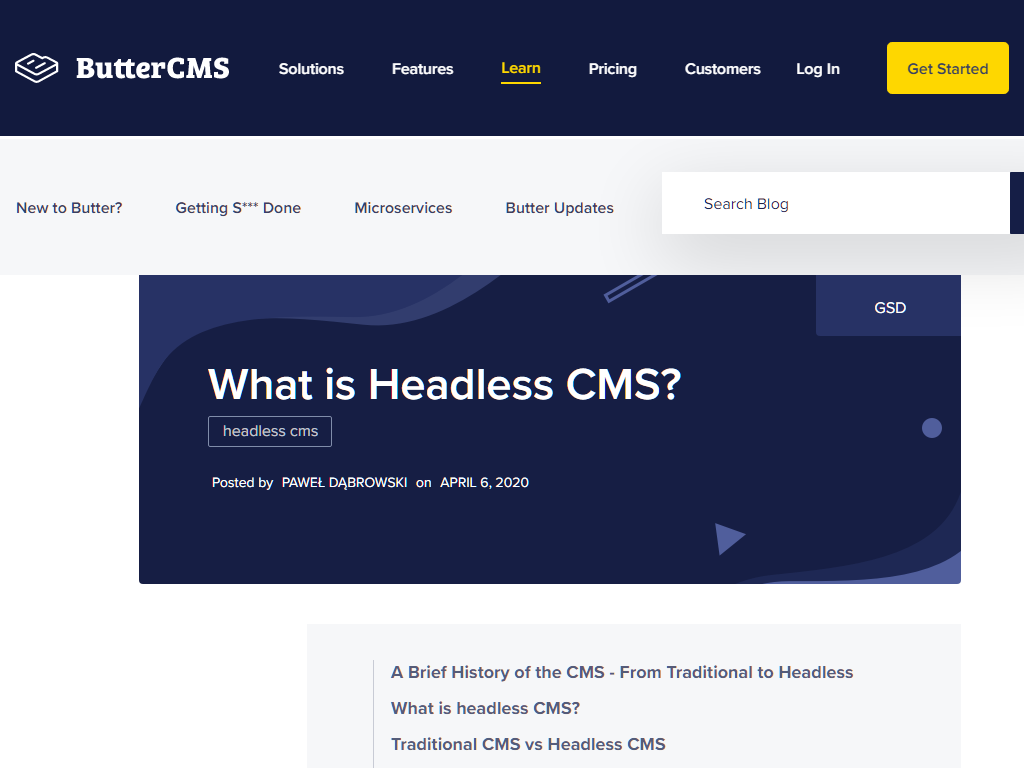 ButterCMS
Solutions Features Learn Pricing Customers Log In Get Started
New to Butter? Getting S*** Done Microservices Butter Updates Search Blog
GSD
What is Headless CMS?
headless cms
Posted by PAWEŁ DĄBROWSKI on APRIL 6, 2020
A Brief History of the CMS - From Traditional to Headless
What is headless CMS?
Traditional CMS vs Headless CMS